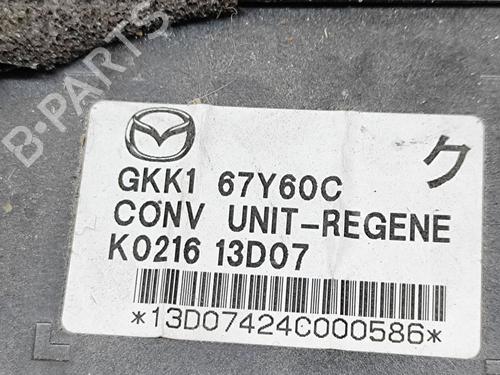 B-PARTS
ク
GKK1 67Y60C
CONV UNIT-REGENE
K0216 13D07
*13D07424C000586*